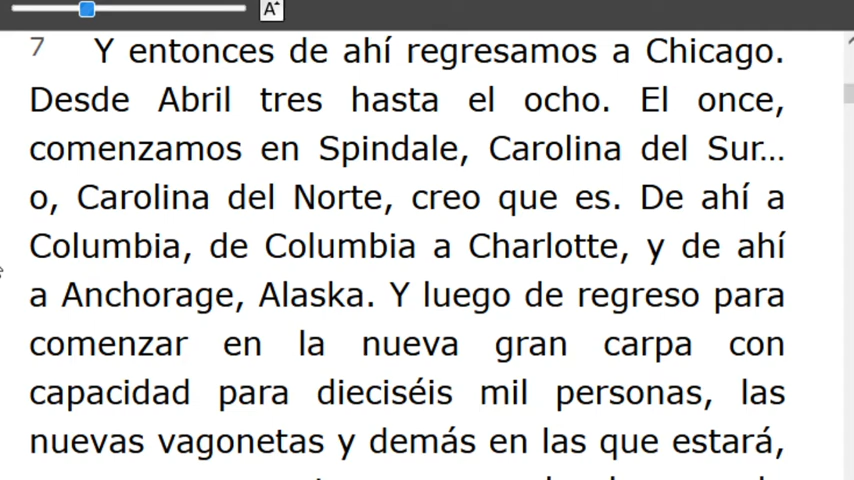 A
7 Y entonces de ahí regresamos a Chicago.
Desde Abril tres hasta el ocho. El once,
comenzamos en Spindale, Carolina del Sur...
o, Carolina del Norte, creo que es. De ahí a
Columbia, de Columbia a Charlotte, y de ahí
a Anchorage, Alaska. Y luego de regreso para
comenzar en la nueva gran carpa con
capacidad para dieciséis mil personas, las
nuevas vagonetas y demás en las que estará,